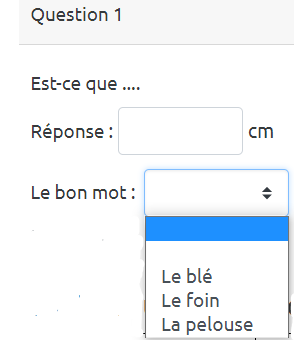 Question 1
Est-ce que ....
Réponse : cm
Le bon mot :
Le blé
Le foin
La pelouse